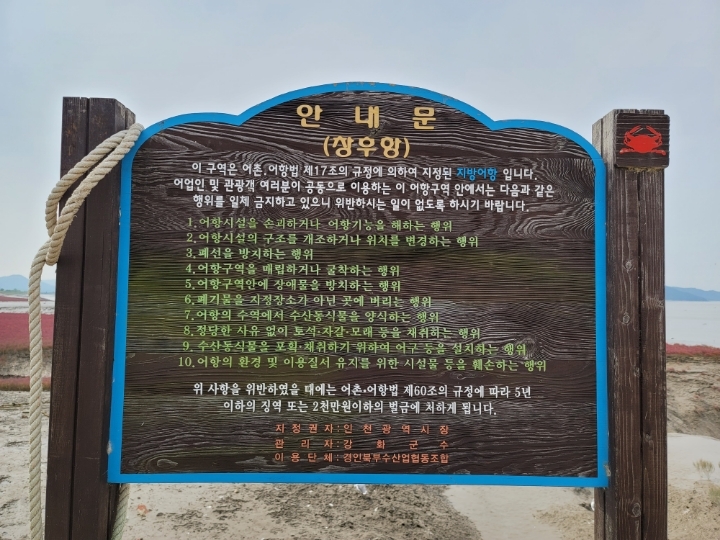 안 내 문
(창후항)
이 구역은 어촌, 어항법 제17조의 규정에 의하여 지정된 지방어항 입니다.
어업인 및 관광객 여러분이 공동으로 이용하는 이 어항구역 안에서는 다음과 같은
행위를 일체 금지하고 있으니 위반하시는 일이 없도록 하시기 바랍니다.
1. 어항시설을 손괴하거나 어항기능을 해하는 행위
2. 어항시설의 구조를 개조하거나 위치를 변경하는 행위
3. 폐선을 방치하는 행위
4. 어항구역을 매립하거나 굴착하는 행위
5. 어항구역안에 장애물을 방치하는 행위
6. 폐기물을 지정장소가 아닌 곳에 버리는 행위
7. 어항의 수역에서 수산동식물을 양식하는 행위
8. 정당한 사유 없이 토석·자갈·모래 등을 채취하는 행위
9. 수산동식물을 포획·채취하기 위하여 어구 등을 설치하는 행위
10. 어항의 환경 및 이용질서 유지를 위한 시설물 등을 훼손하는 행위
위 사항을 위반하였을 때에는 어촌·어항법 제60조의 규정에 따라 5년
이하의 징역 또는 2천만원이하의 벌금에 처하게 됩니다.
지 정 권 자 : 인 천 광 역 시 장
관 리 자 : 강 화 군 수
이 용 단 체 : 경인북부수산업협동조합